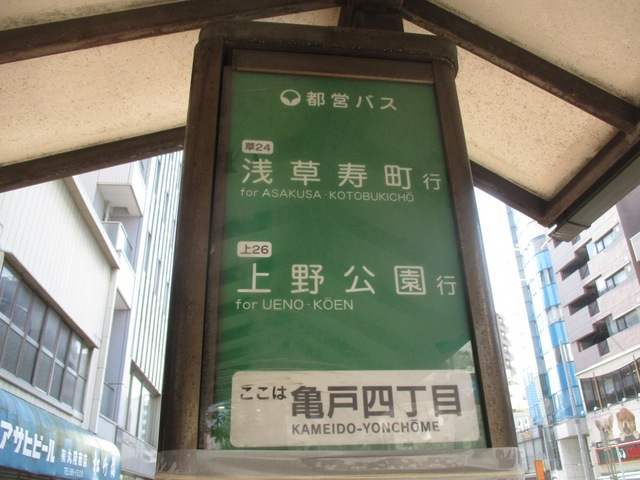 都営バス
草24
浅草寿町行
for ASAKUSA-KOTOBUKICHO
上26
上野公園行
for UENO-KŌEN
ここは 亀戸四丁目
KAMEIDO-YONCHŌME
アサヒビール